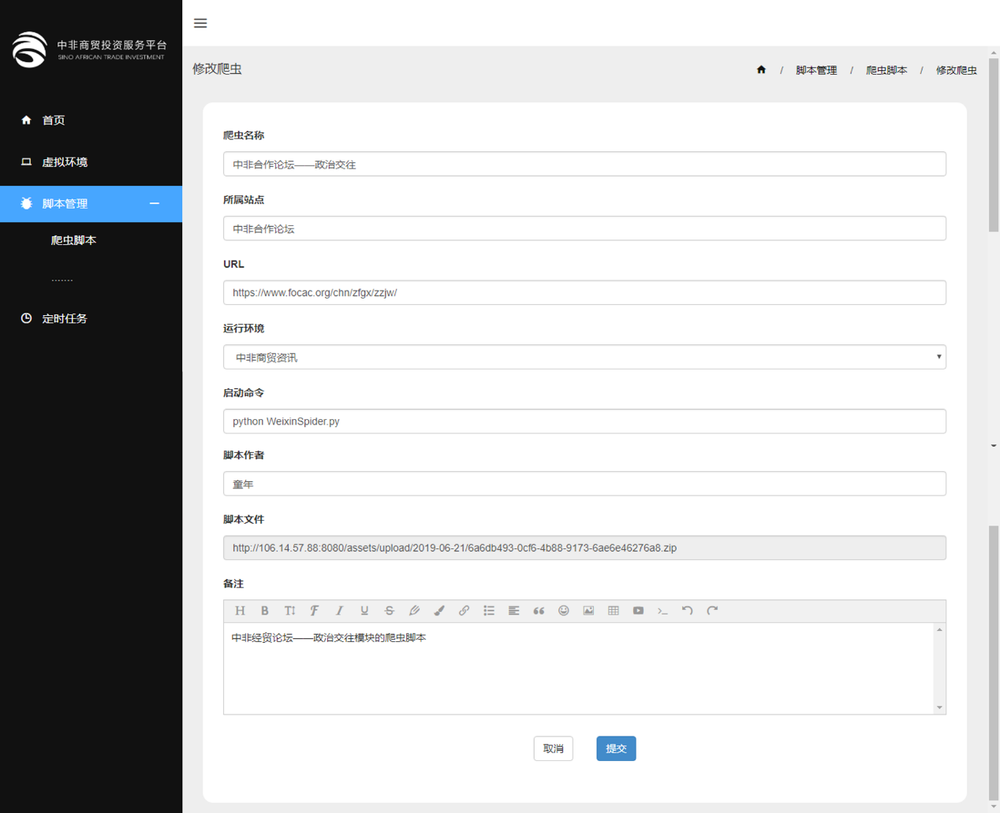 中非商贸投资服务平台
SINO AFRICAN TRADE INVESTMENT
首页
虚拟环境
脚本管理
爬虫脚本
.......
定时任务
修改爬虫
/ 脚本管理 / 爬虫脚本 / 修改爬虫
爬虫名称
中非合作论坛——政治交往
所属站点
中非合作论坛
URL
https://www.focac.org/chn/zfgx/zzjw/
运行环境
中非商贸资讯
启动命令
python WeixinSpider.py
脚本作者
童年
脚本文件
http://106.14.57.88:8080/assets/upload/2019-06-21/6a6db493-0cf6-4b88-9173-6ae6e46276a8.zip
备注
中非经贸论坛——政治交往模块的爬虫脚本
取消 提交